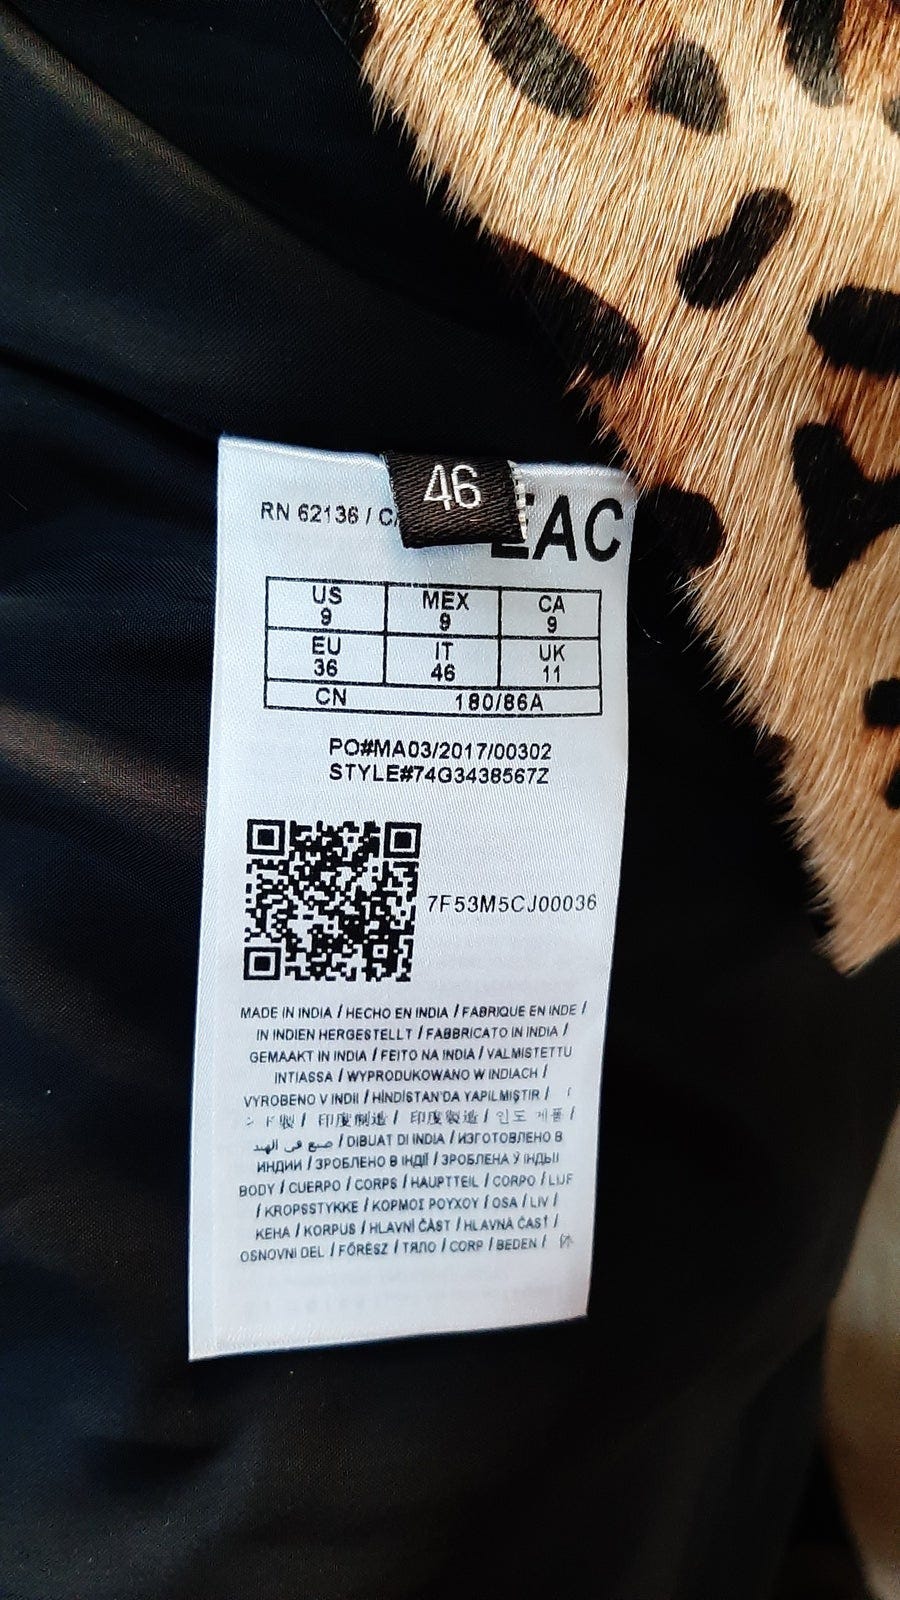 46
RN 62136 / CA
EAC
US MEX CA
9 9 9
EU IT UK
36 46 11
CN 180/86A
PO#MA03/2017/00302
STYLE#74G3438567Z
7F53M5CJ00036
MADE IN INDIA / HECHO EN INDIA / FABRIQUE EN INDE /
IN INDIEN HERGESTELLT / FABBRICATO IN INDIA /
GEMAAKT IN INDIA / FEITO NA INDIA / VALMISTETTU
INTIASSA / WYPRODUKOWANO W INDIACH /
VYROBENO V INDII / HINDISTAN'DA YAPILMIŞTIR /
ンド製 / 印度制造 / 印度製造 / 인도 제품 /
صنع في الهند / DIBUAT DI INDIA / ИЗГОТОВЛЕНО В
ИНДИИ / ЗРОБЛЕНО В ІНДІЇ / ЗРОБЛЕНА Ў ІНДЫІ
BODY / CUERPO / CORPS / HAUPTTEIL / CORPO / LIJF
/ KROPSSTYKKE / ΚΟΡΜΟΣ ΡΟΥΧΟΥ / OSA / LIV /
KEHA / KORPUS / HLAVNÍ ČÁST / HLAVNÁ ČASŤ /
OSNOVNI DEL / FŐRÉSZ / ТЯЛО / CORP / BEDEN /